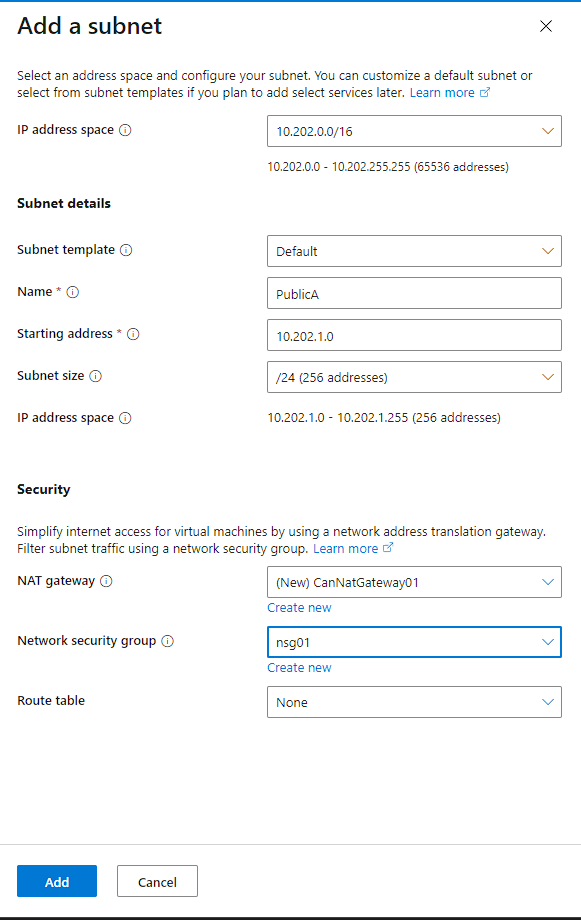 Add a subnet
Select an address space and configure your subnet. You can customize a default subnet or
select from subnet templates if you plan to add select services later. Learn more
IP address space
10.202.0.0/16
10.202.0.0 - 10.202.255.255 (65536 addresses)
Subnet details
Subnet template
Default
Name *
PublicA
Starting address *
10.202.1.0
Subnet size
/24 (256 addresses)
IP address space
10.202.1.0 - 10.202.1.255 (256 addresses)
Security
Simplify internet access for virtual machines by using a network address translation gateway.
Filter subnet traffic using a network security group. Learn more
NAT gateway
(New) CanNatGateway01
Create new
Network security group
nsg01
Create new
Route table
None
Add
Cancel